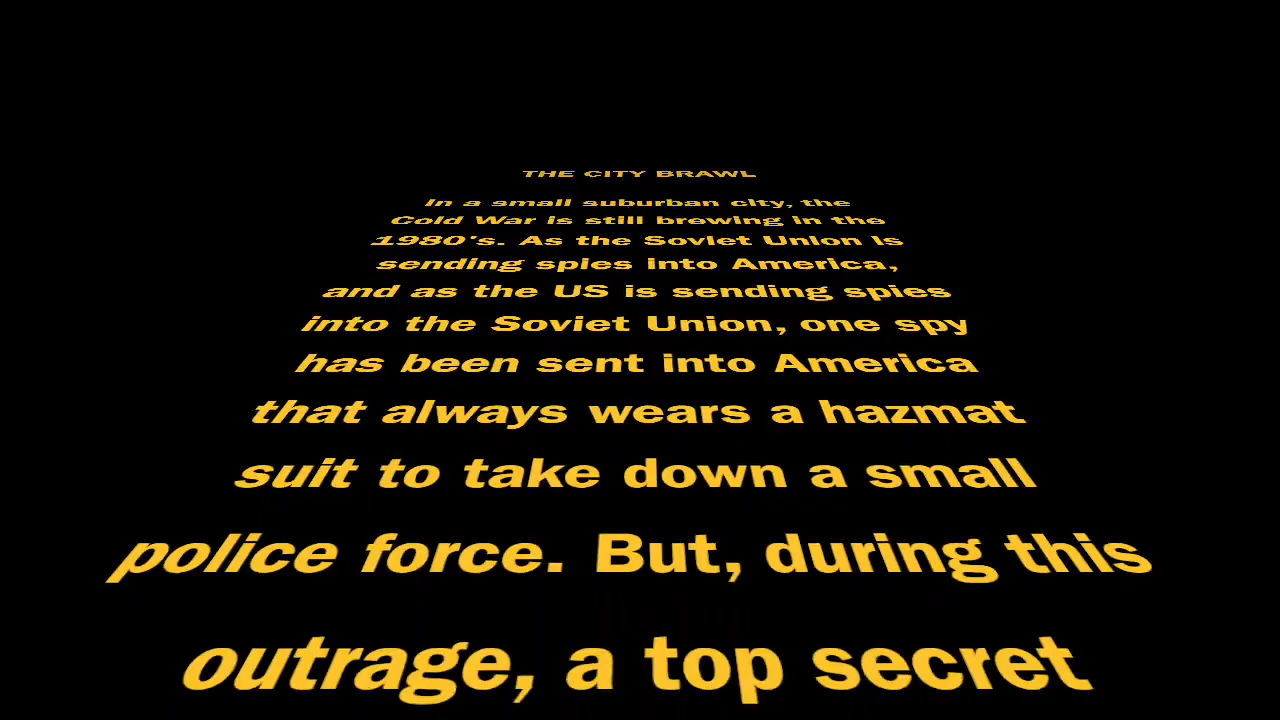 THE CITY BRAWL
In a small suburban city, the
Cold War is still brewing in the
1980's. As the Soviet Union is
sending spies into America,
and as the US is sending spies
into the Soviet Union, one spy
has been sent into America
that always wears a hazmat
suit to take down a small
police force. But, during this
outrage, a top secret